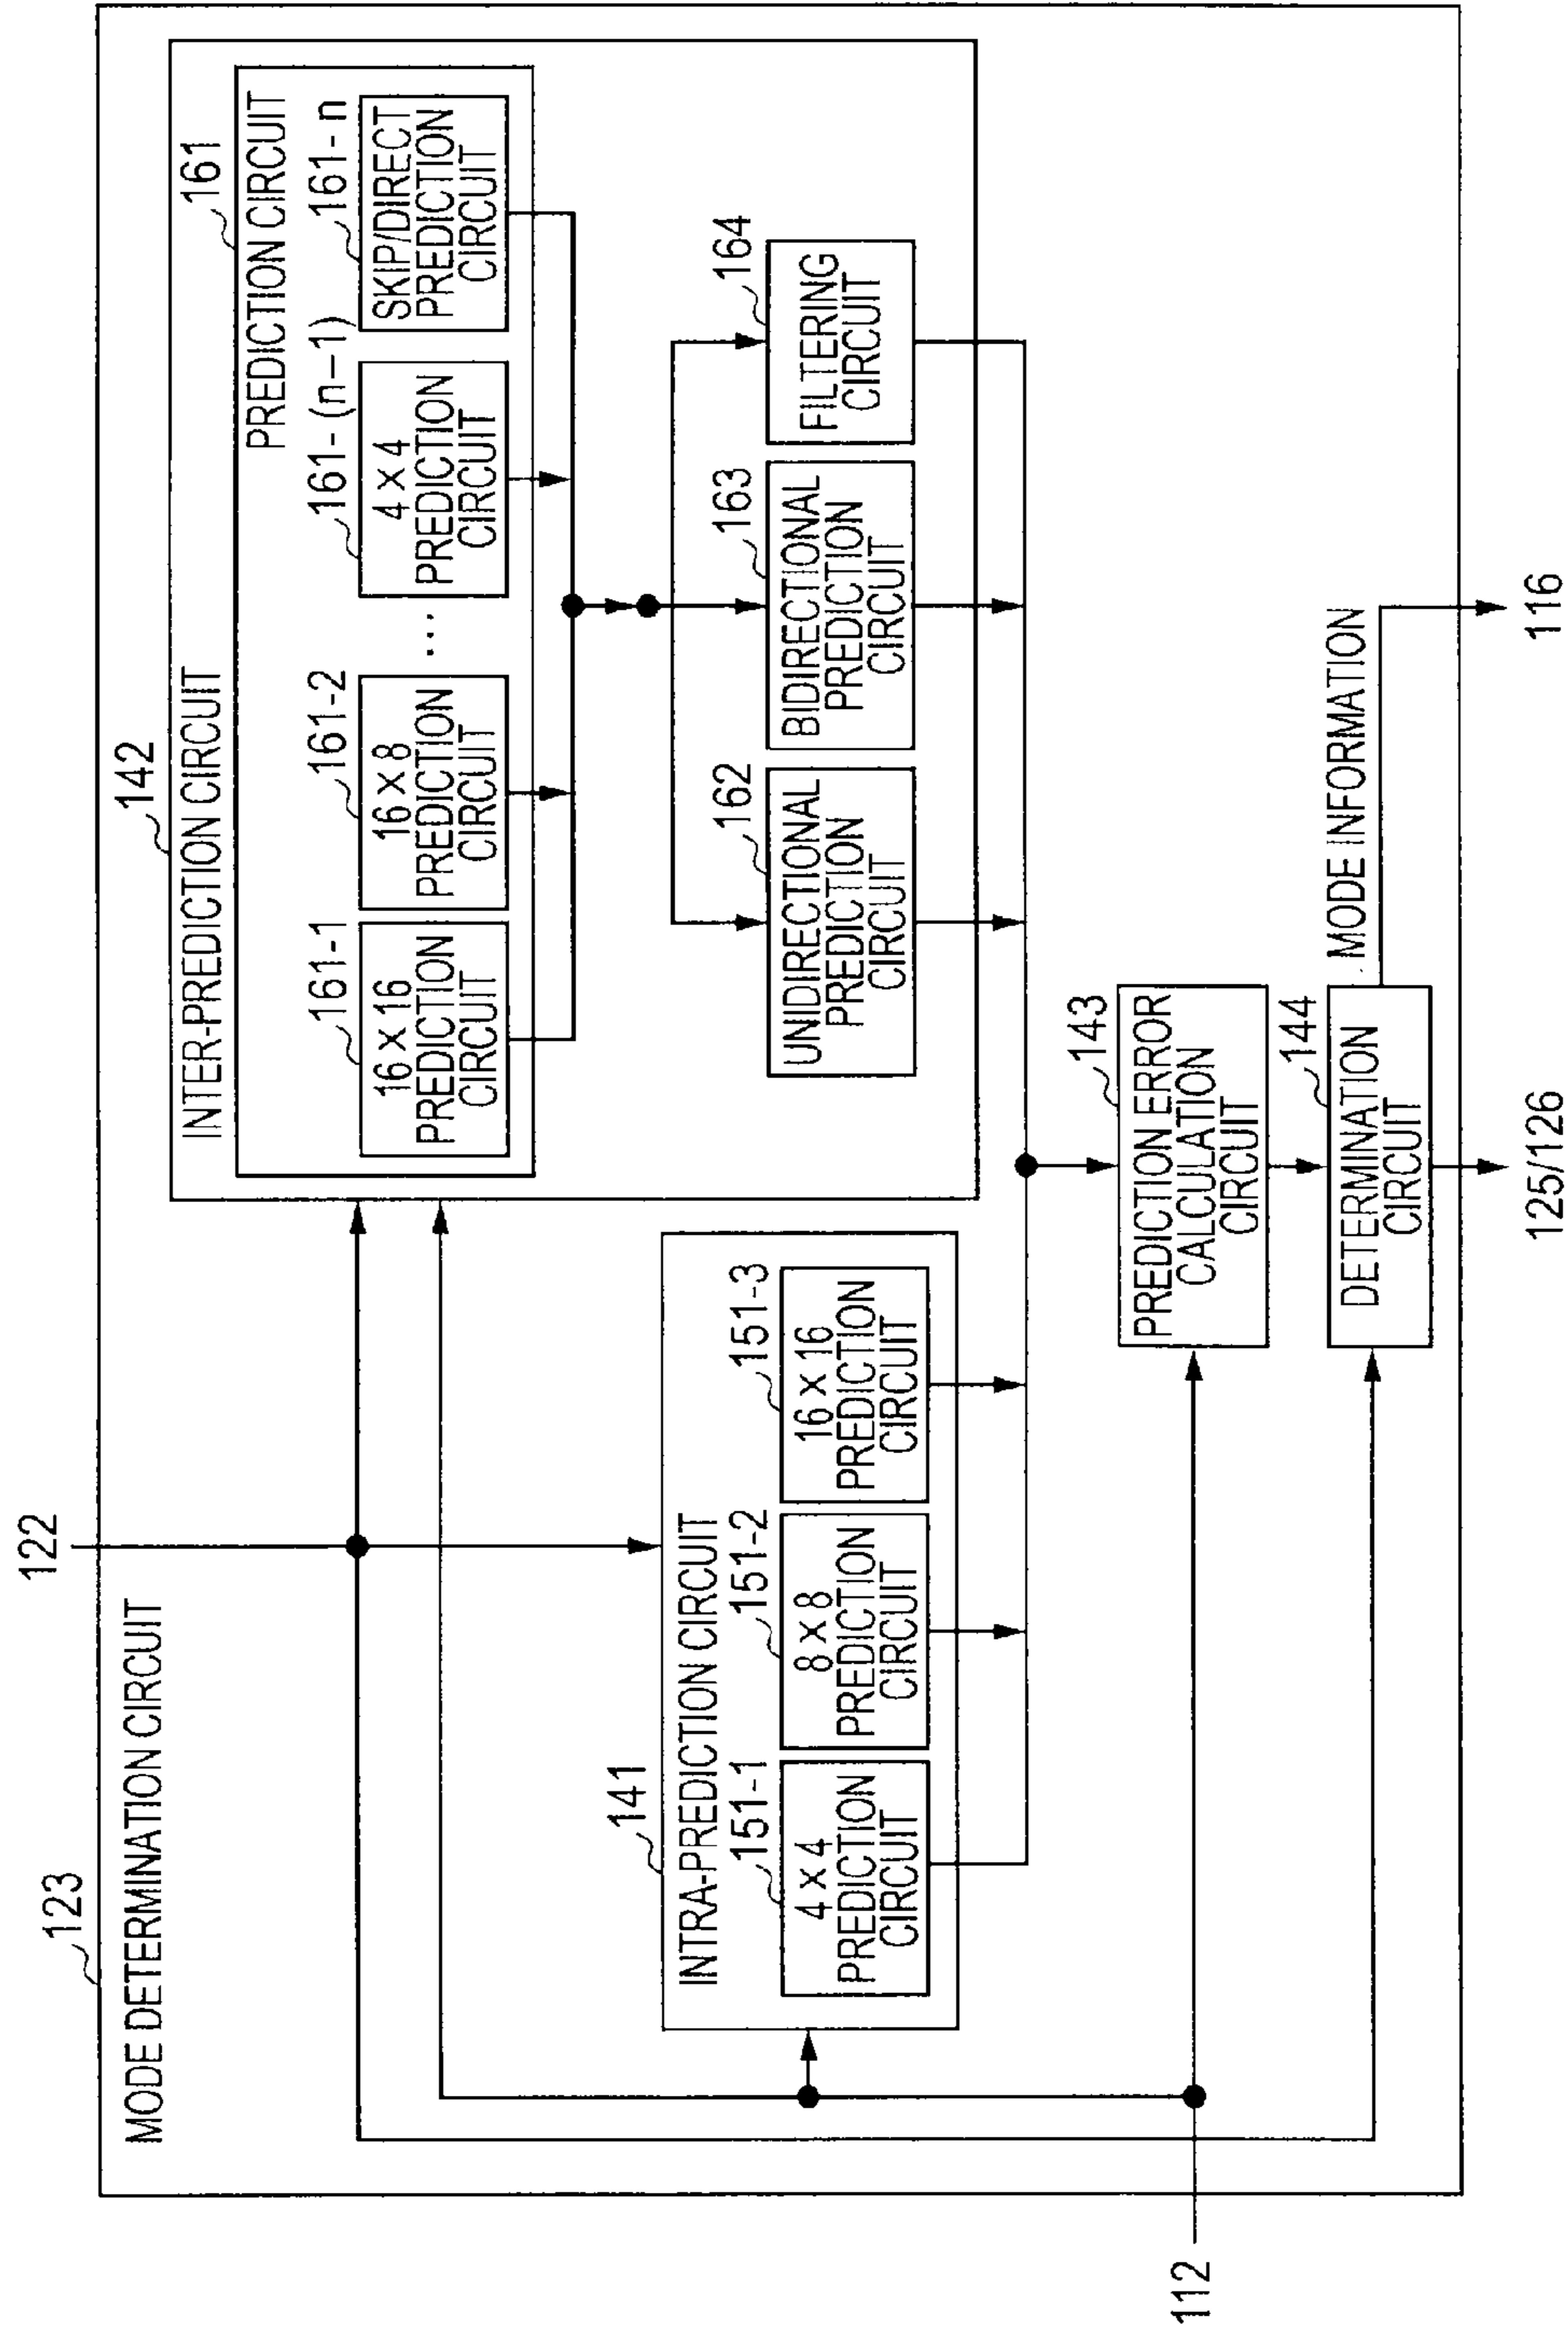 123
MODE DETERMINATION CIRCUIT
122
142
INTER-PREDICTION CIRCUIT
161
PREDICTION CIRCUIT
161-1
16×16
PREDICTION
CIRCUIT
161-2
16×8
PREDICTION
CIRCUIT
...
161-(n−1)
4×4
PREDICTION
CIRCUIT
161-n
SKIP/DIRECT
PREDICTION
CIRCUIT
162
UNIDIRECTIONAL
PREDICTION
CIRCUIT
163
BIDIRECTIONAL
PREDICTION
CIRCUIT
164
FILTERING
CIRCUIT
141
INTRA-PREDICTION CIRCUIT
151-1
4×4
PREDICTION
CIRCUIT
151-2
8×8
PREDICTION
CIRCUIT
151-3
16×16
PREDICTION
CIRCUIT
143
PREDICTION ERROR
CALCULATION
CIRCUIT
144
DETERMINATION
CIRCUIT
MODE INFORMATION
112
125/126
116